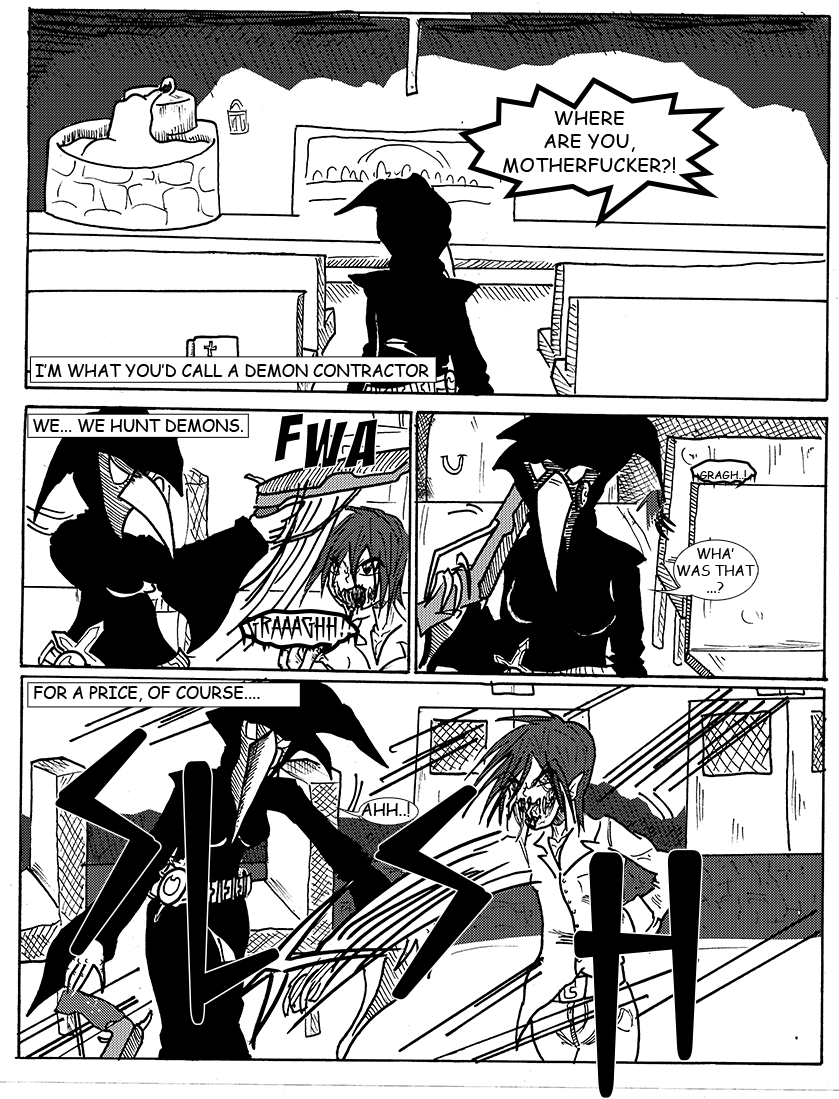 WHERE
ARE YOU,
MOTHERFUCKER?!
I'M WHAT YOU'D CALL A DEMON CONTRACTOR
WE... WE HUNT DEMONS.
FWA
GRAAAGHH!
GRAGH..!
WHA'
WAS THAT
...?
FOR A PRICE, OF COURSE....
AHH..!
SLSH